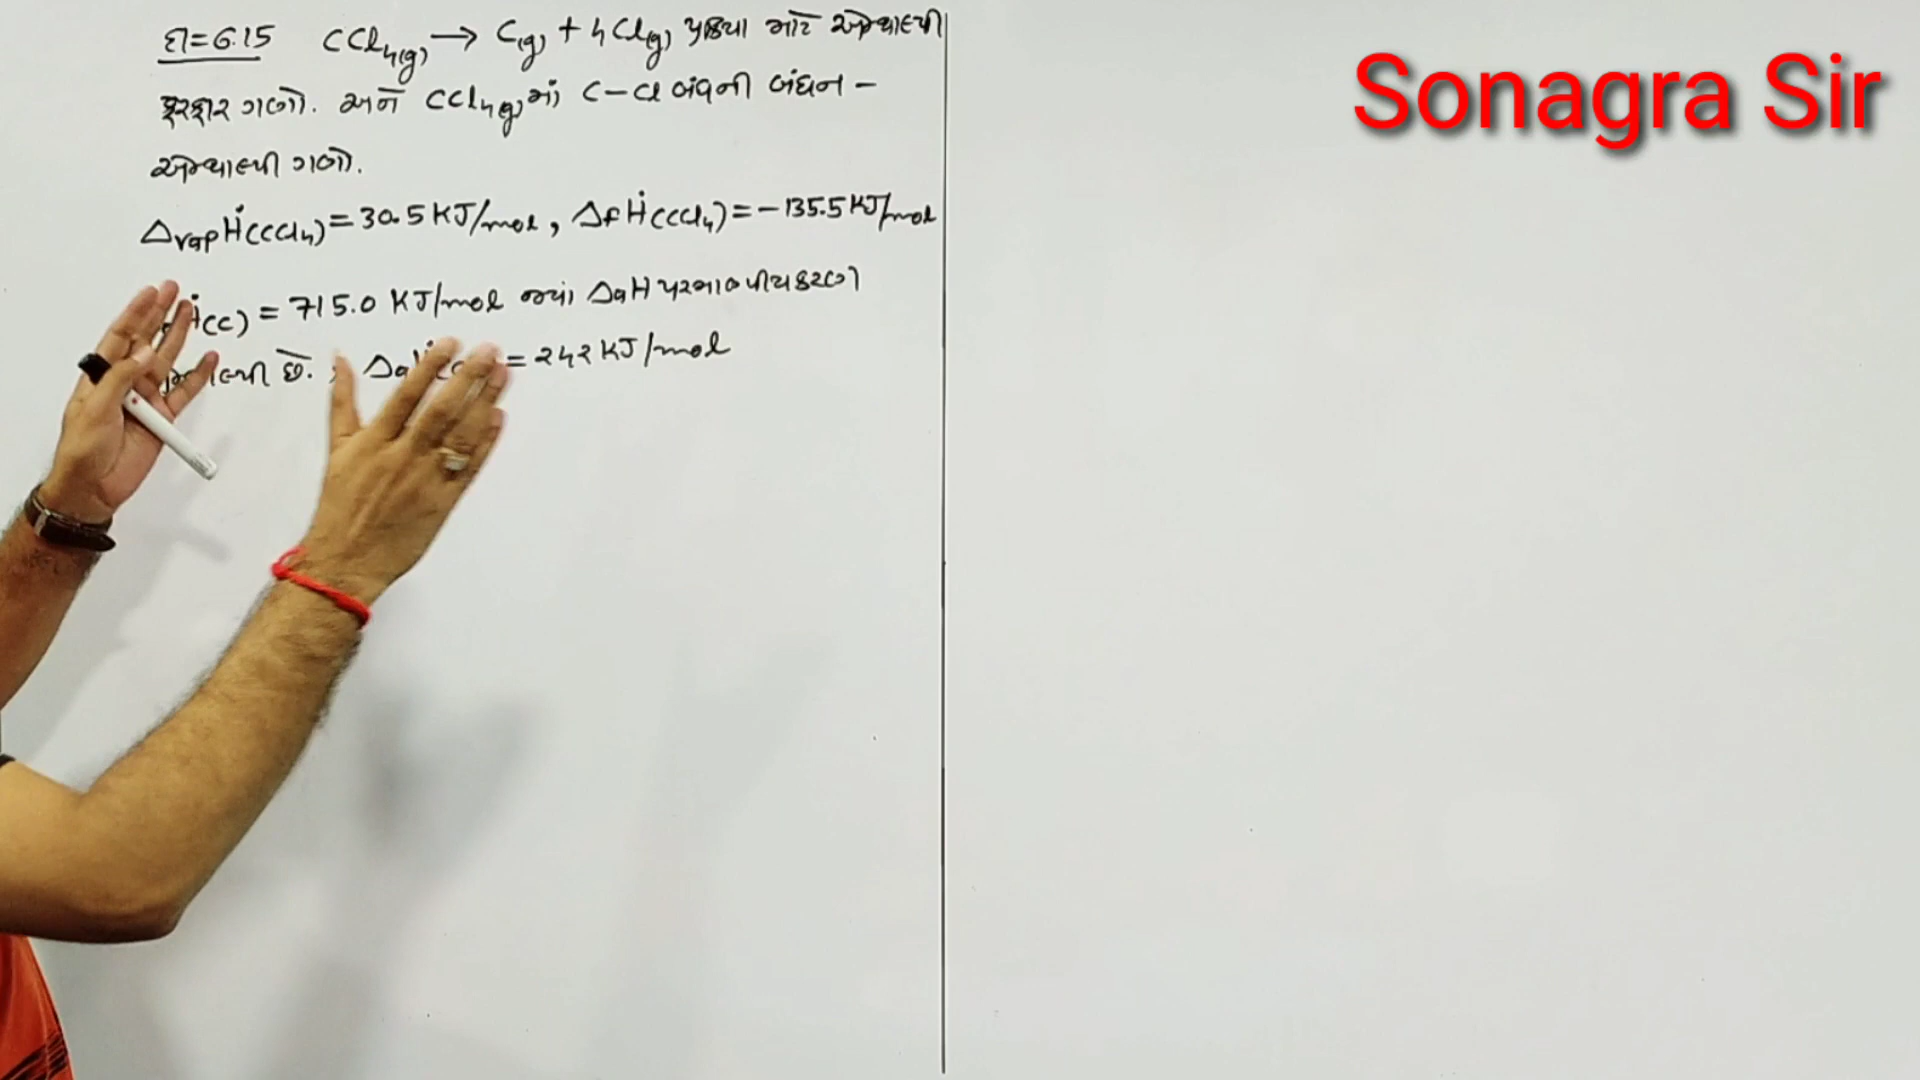 દા=6.15 CCl₄(g) → C(g) + 4Cl(g) પ્રક્રિયા માટે એન્થાલ્પી
ફેરફાર ગણો. અને CCl₄(g)માં C–Cl બંધની બંધન –
એન્થાલ્પી ગણો.
ΔvapH°(CCl₄) = 30.5 KJ/mol, ΔfH°(CCl₄) = –135.5 KJ/mol
(C) = 715.0 KJ/mol જ્યાં ΔaH પરમાણ્વીયકરણ
છે. , Δa = 242 KJ/mol
Sonagra Sir